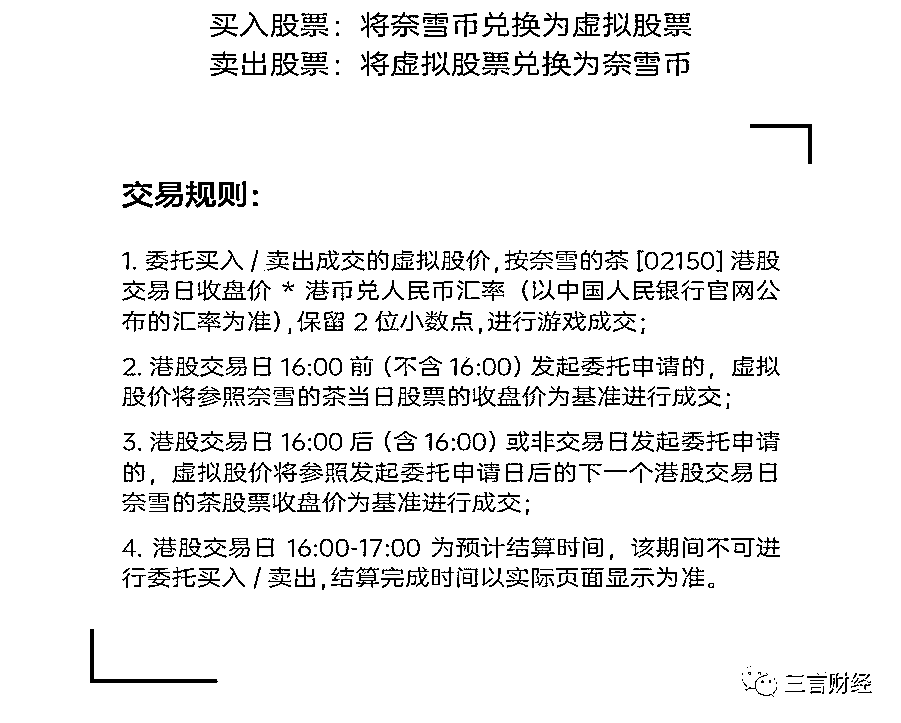 买入股票：将奈雪币兑换为虚拟股票
卖出股票：将虚拟股票兑换为奈雪币
交易规则：
1. 委托买入 / 卖出成交的虚拟股价，按奈雪的茶 [02150] 港股
交易日收盘价 * 港币兑人民币汇率（以中国人民银行官网公
布的汇率为准），保留 2 位小数点，进行游戏成交；
2. 港股交易日 16:00 前（不含 16:00）发起委托申请的，虚拟
股价将参照奈雪的茶当日股票的收盘价为基准进行成交；
3. 港股交易日 16:00 后（含 16:00）或非交易日发起委托申请
的，虚拟股价将参照发起委托申请日后的下一个港股交易日
奈雪的茶股票收盘价为基准进行成交；
4. 港股交易日 16:00-17:00 为预计结算时间，该期间不可进
行委托买入 / 卖出，结算完成时间以实际页面显示为准。
三言财经